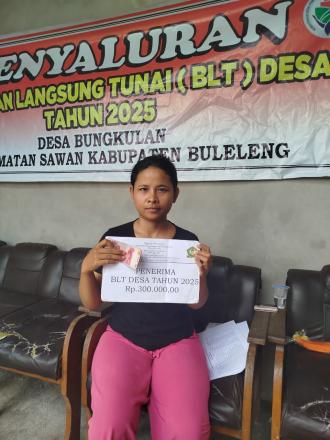 PENYALURAN
AN LANGSUNG TUNAI ( BLT ) DESA
TAHUN 2025
DESA BUNGKULAN
MATAN SAWAN KABUPATEN BULELENG
PENERIMA
BLT DESA TAHUN 2025
Rp.300.000,00